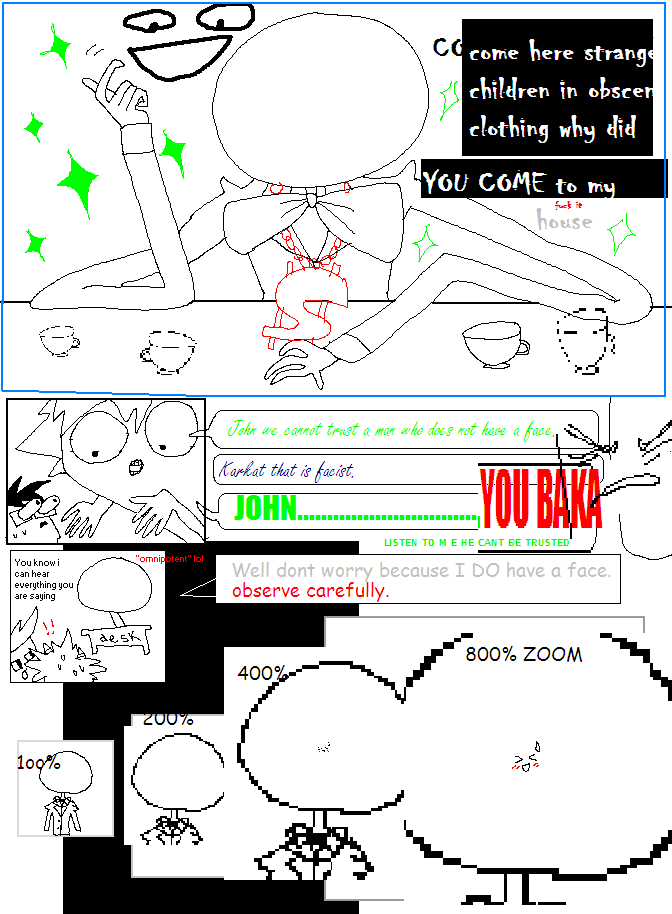 CO
come here strange
children in obscen
clothing why did
YOU COME to my
fuck it
house
John we cannot trust a man who does not have a face.
Karkat that is facist.
JOHN..............................
YOU BAKA
LISTEN TO M E HE CANT BE TRUSTED
You know i
can hear
everything you
are saying
"omnipotent" lol
!!
desk
Well dont worry because I DO have a face.
observe carefully.
100%
200%
400%
800% ZOOM